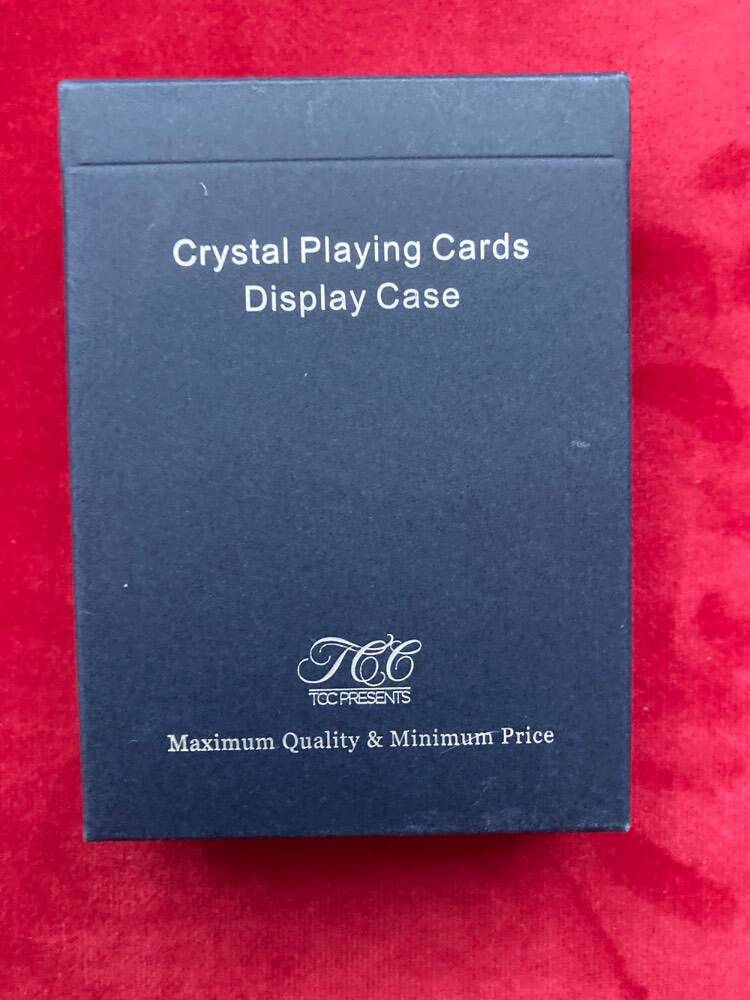 Crystal Playing Cards
Display Case
TCC
TCC PRESENTS
Maximum Quality & Minimum Price